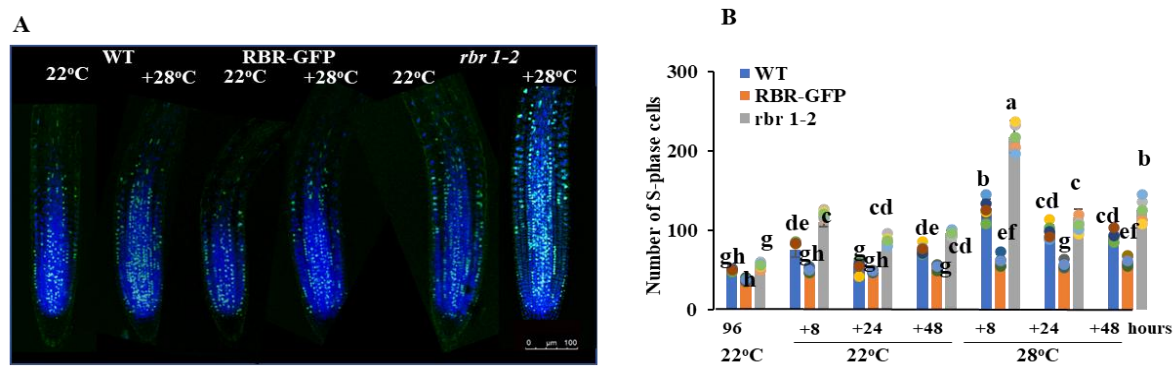 A
WT RBR-GFP rbr 1-2
22°C +28°C 22°C +28°C 22°C +28°C
0 µm 100
B
Number of S-phase cells
300
200
100
0
WT
RBR-GFP
rbr 1-2
gh h g
de gh c
g gh cd
de g cd
b ef a
cd g c
cd ef b
96 +8 +24 +48 +8 +24 +48 hours
22°C 22°C 28°C